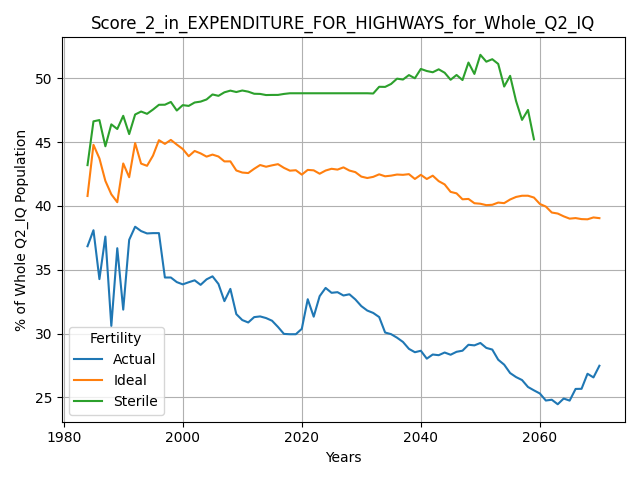 Score_2_in_EXPENDITURE_FOR_HIGHWAYS_for_Whole_Q2_IQ
% of Whole Q2_IQ Population
50
45
40
35
30
25
Fertility
Actual
Ideal
Sterile
1980
2000
2020
2040
2060
Years